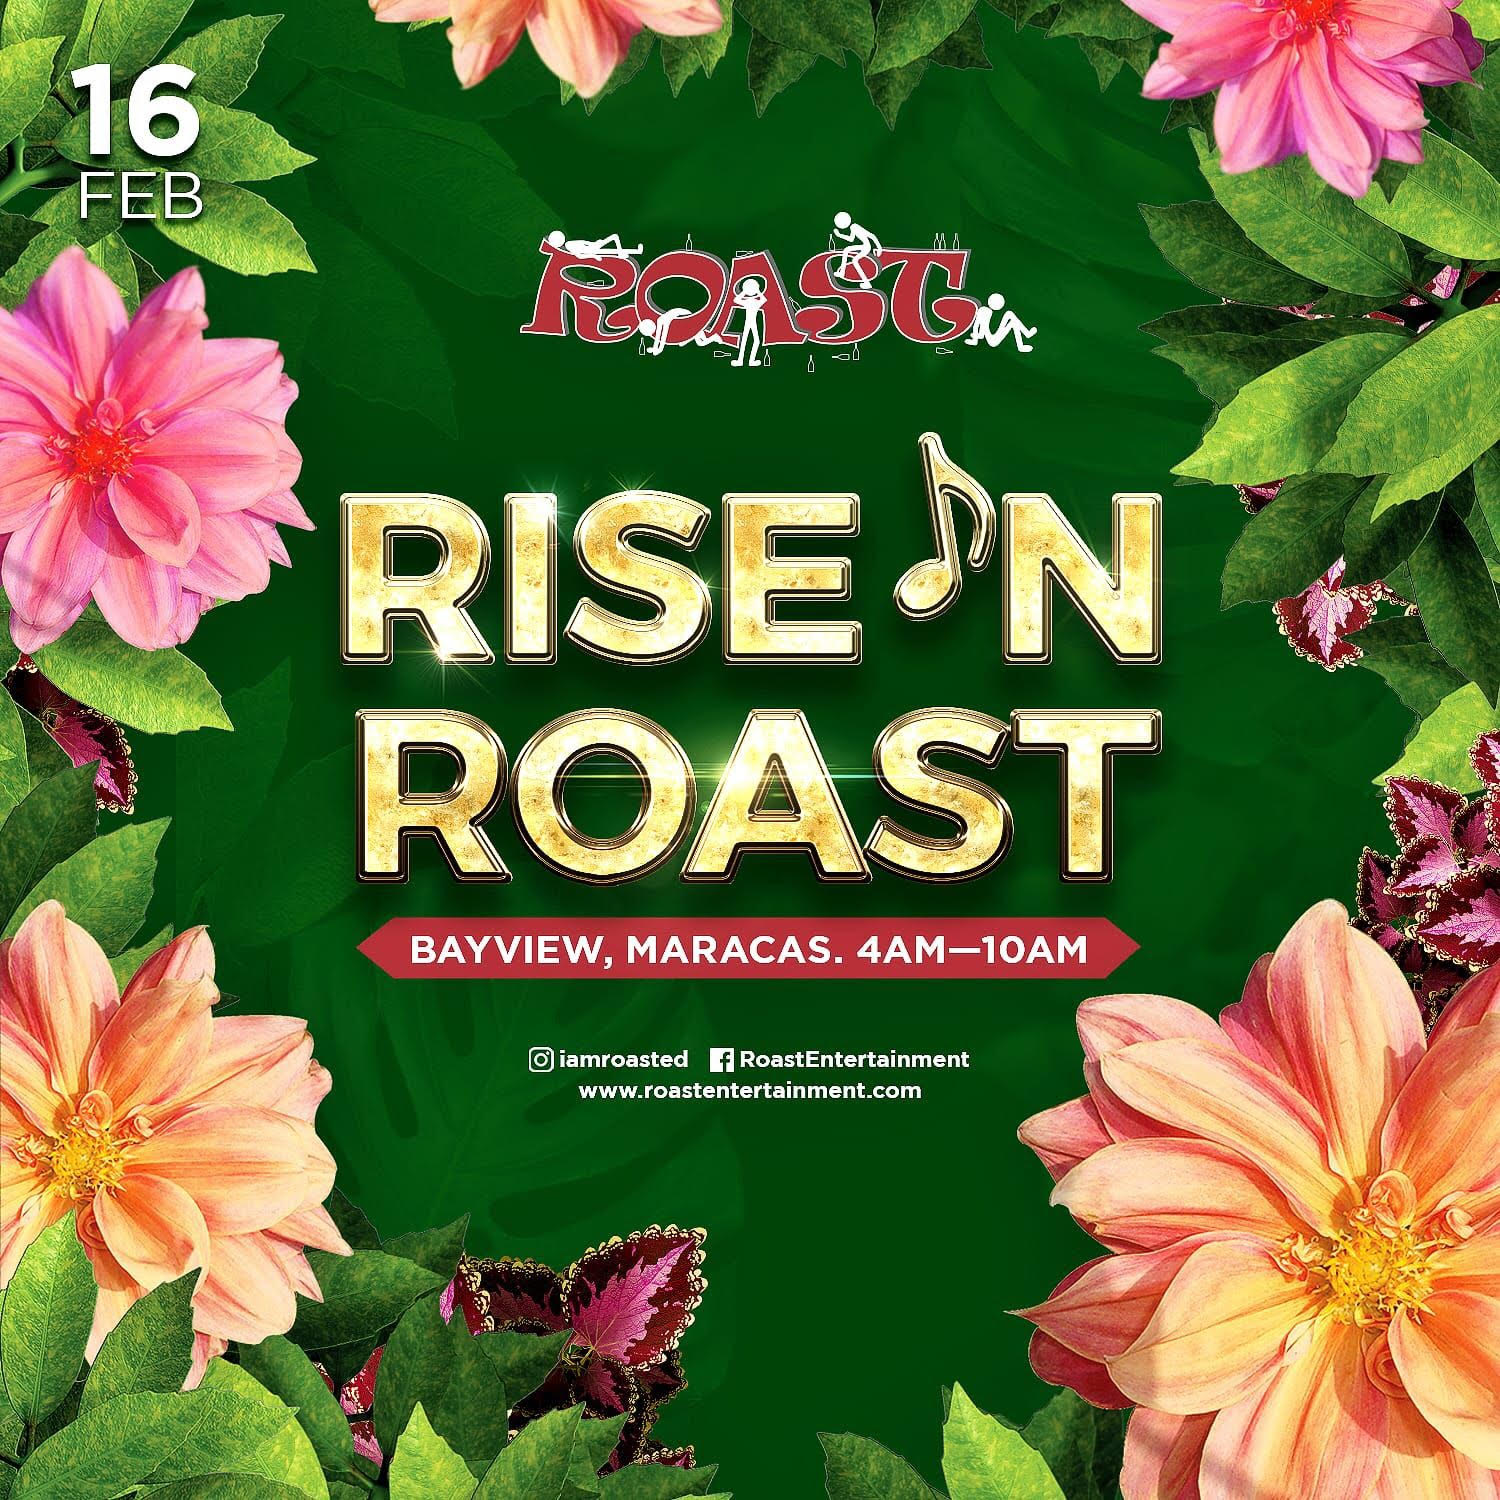 16
FEB
ROAST
RISE 'N
ROAST
BAYVIEW, MARACAS. 4AM—10AM
iamroasted RoastEntertainment
www.roastentertainment.com